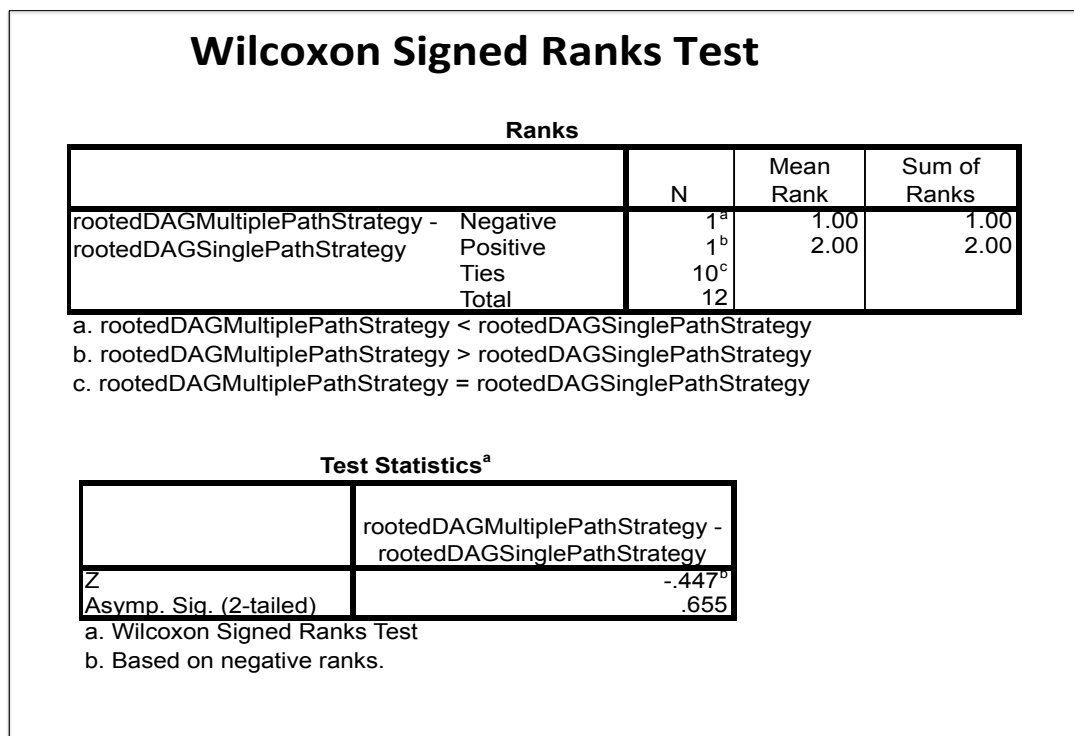 Wilcoxon Signed Ranks Test
Ranks
N Mean Rank Sum of Ranks
rootedDAGMultiplePathStrategy - rootedDAGSinglePathStrategy Negative 1a 1.00 1.00
Positive 1b 2.00 2.00
Ties 10c
Total 12
a. rootedDAGMultiplePathStrategy < rootedDAGSinglePathStrategy
b. rootedDAGMultiplePathStrategy > rootedDAGSinglePathStrategy
c. rootedDAGMultiplePathStrategy = rootedDAGSinglePathStrategy
Test Statisticsa
rootedDAGMultiplePathStrategy -
rootedDAGSinglePathStrategy
Z -.447b
Asymp. Sig. (2-tailed) .655
a. Wilcoxon Signed Ranks Test
b. Based on negative ranks.